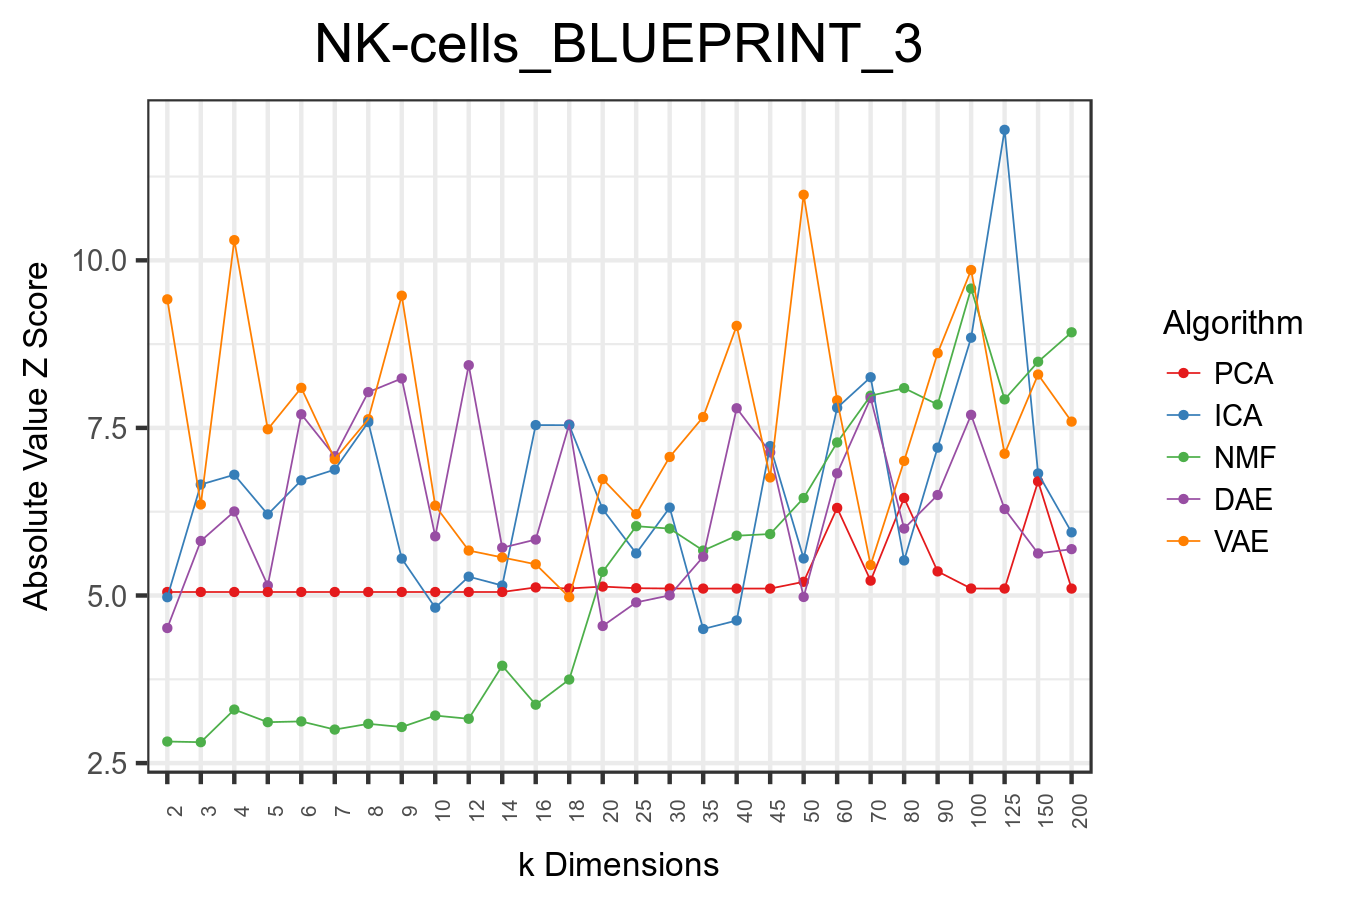 NK-cells_BLUEPRINT_3
Absolute Value Z Score
10.0
7.5
5.0
2.5
2 3 4 5 6 7 8 9 10 12 14 16 18 20 25 30 35 40 45 50 60 70 80 90 100 125 150 200
k Dimensions
Algorithm
PCA
ICA
NMF
DAE
VAE